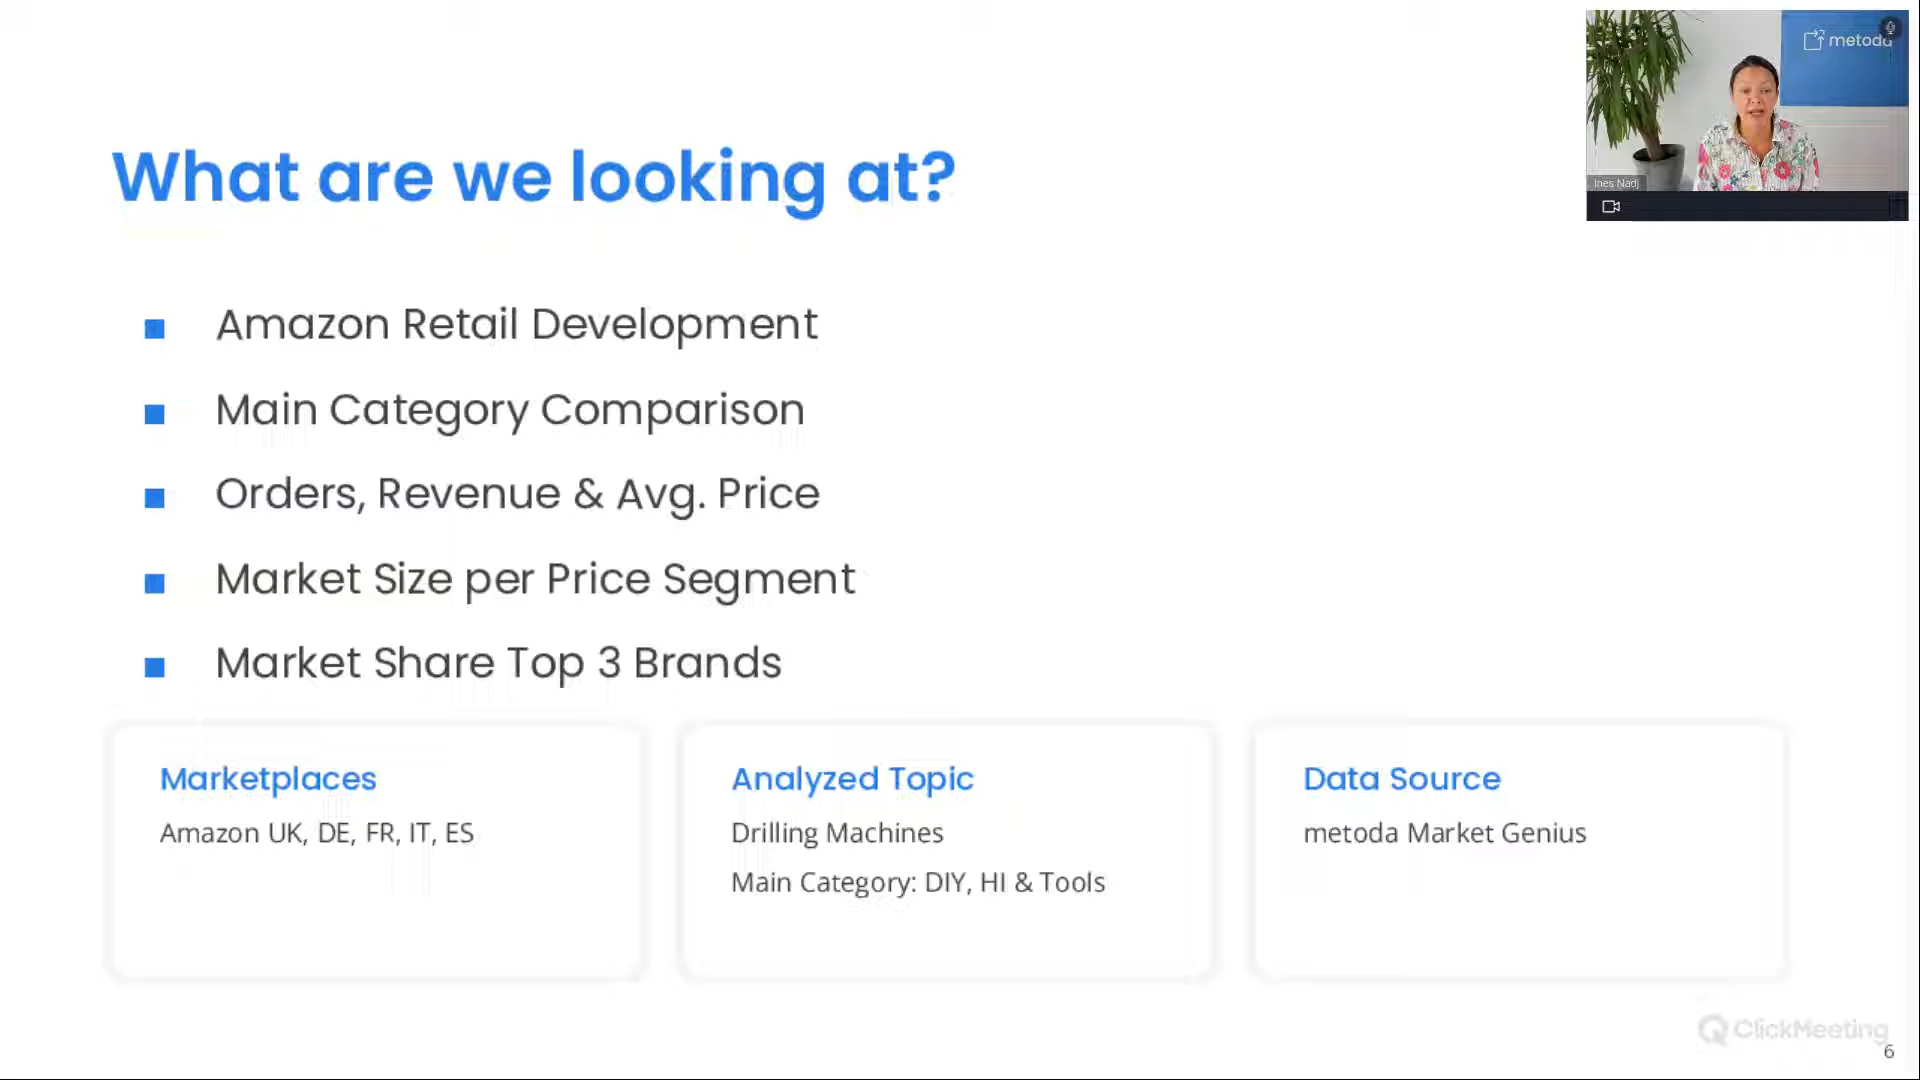 metoda
Ines Nadj
What are we looking at?
Amazon Retail Development
Main Category Comparison
Orders, Revenue & Avg. Price
Market Size per Price Segment
Market Share Top 3 Brands
Marketplaces
Amazon UK, DE, FR, IT, ES
Analyzed Topic
Drilling Machines
Main Category: DIY, HI & Tools
Data Source
metoda Market Genius
ClickMeeting
6